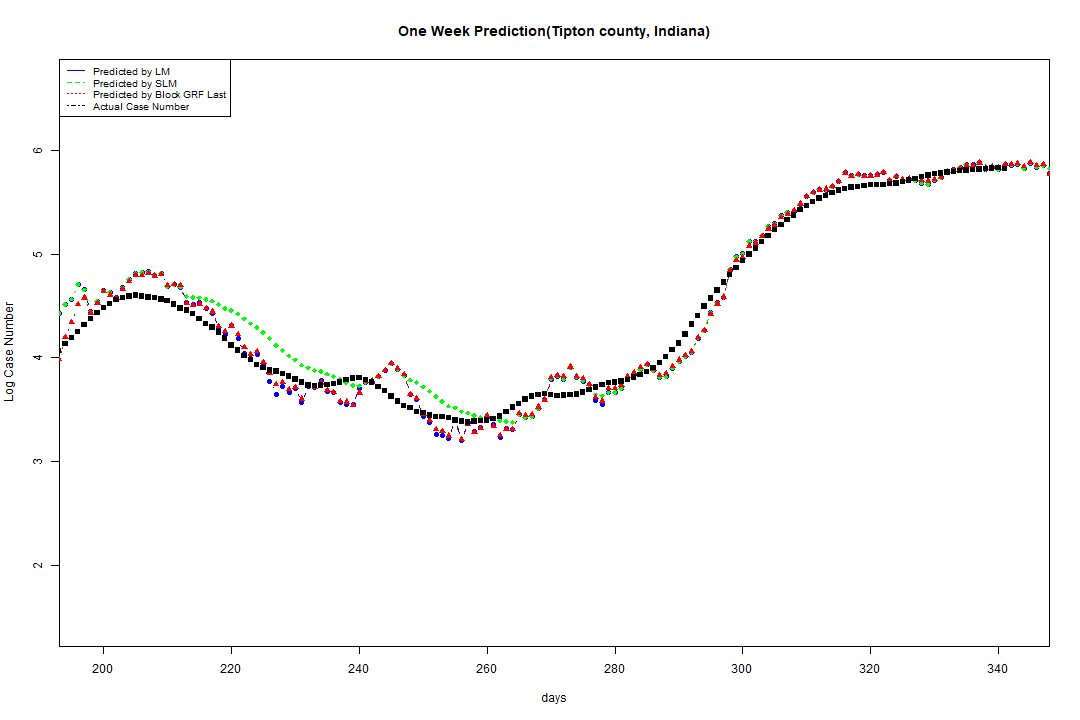 One Week Prediction(Tipton county, Indiana)
Predicted by LM
Predicted by SLM
Predicted by Block GRF Last
Actual Case Number
6
5
4
3
2
Log Case Number
200 220 240 260 280 300 320 340
days